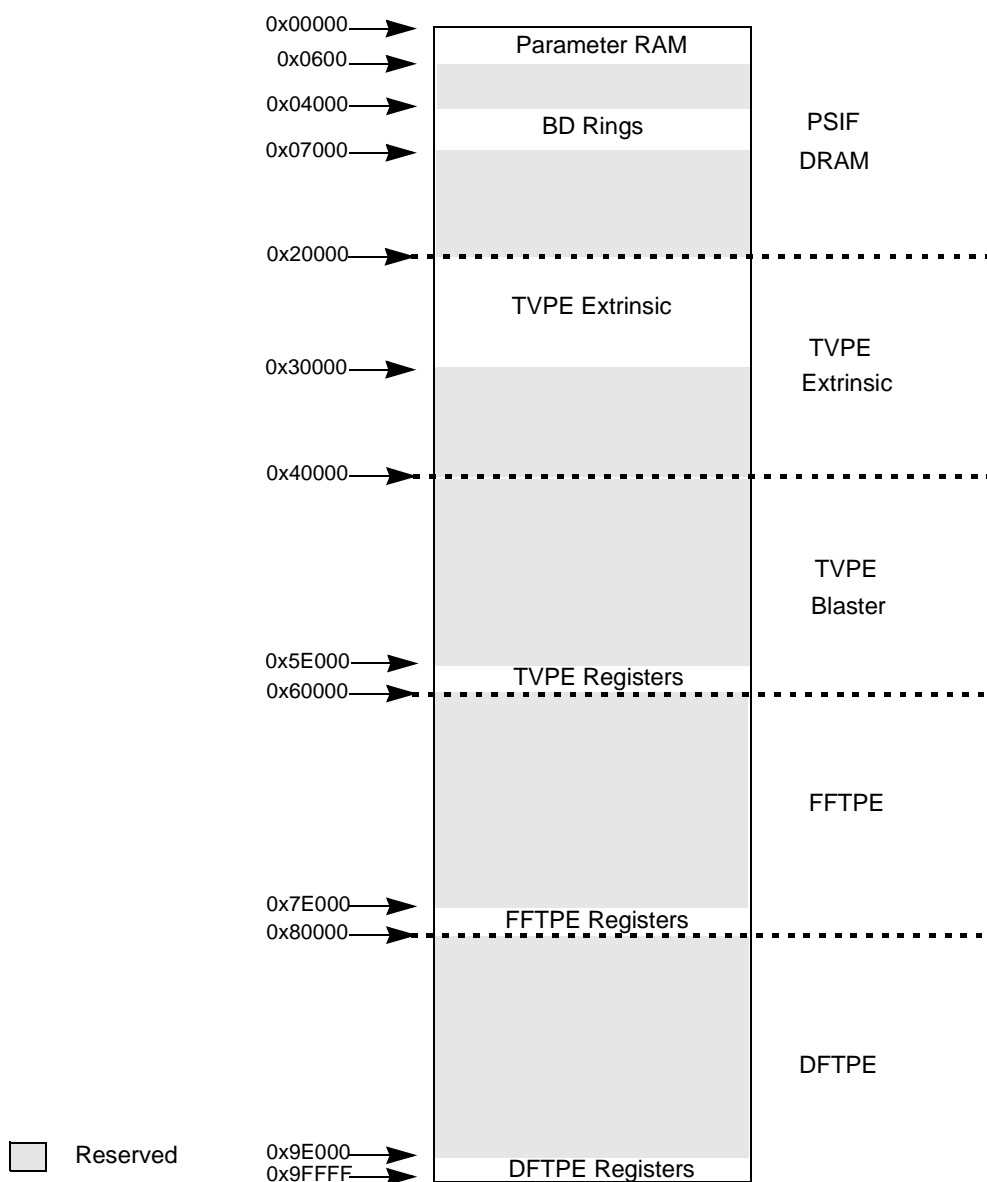 0x00000
Parameter RAM
0x0600
0x04000
BD Rings
PSIF
DRAM
0x07000
0x20000
TVPE Extrinsic
TVPE
Extrinsic
0x30000
0x40000
TVPE
Blaster
0x5E000
TVPE Registers
0x60000
FFTPE
0x7E000
FFTPE Registers
0x80000
DFTPE
Reserved
0x9E000
DFTPE Registers
0x9FFFF